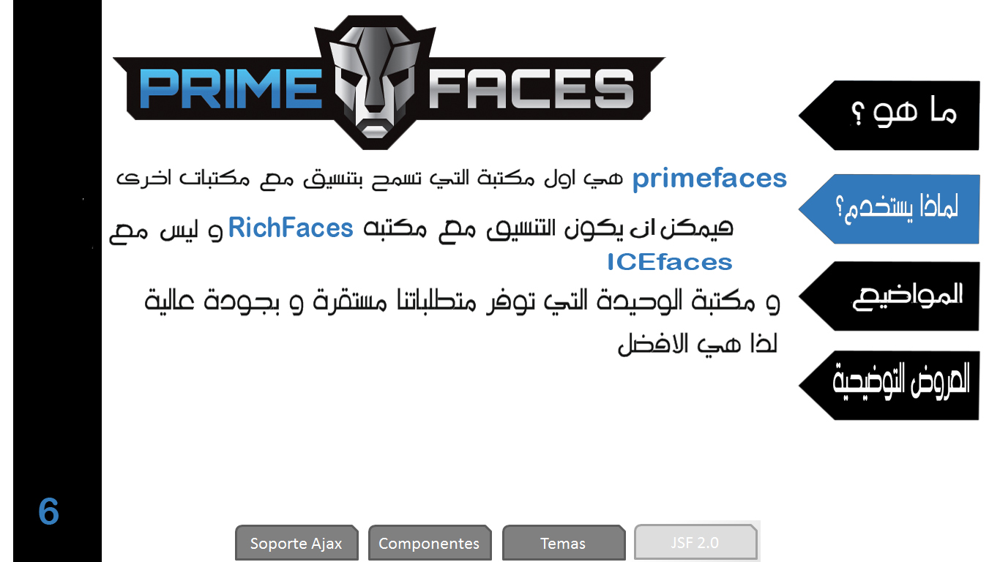 PRIME FACES
primefaces هي اول مكتبة التي تسمح بتنسيق مع مكتبات اخرى
فيمكن ان يكون التنسيق مع مكتبه RichFaces و ليس مع
ICEfaces
و مكتبة الوحيدة التي توفر متطلباتنا مستقرة و بجودة عالية
لذا هي الافضل
ما هو ؟
لماذا يستخدم؟
المواضيع
العروض التوضيحية
6
Soporte Ajax
Componentes
Temas
JSF 2.0